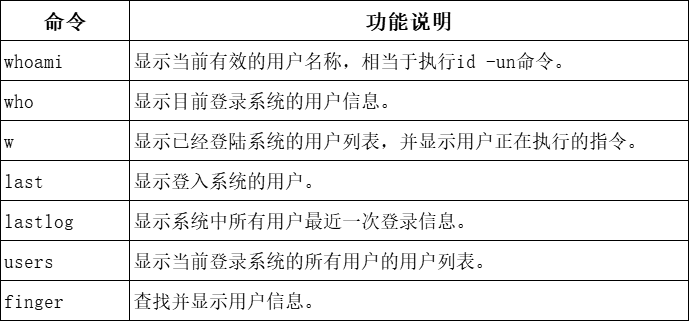 命令 功能说明
whoami 显示当前有效的用户名称，相当于执行id -un命令。
who 显示目前登录系统的用户信息。
w 显示已经登陆系统的用户列表，并显示用户正在执行的指令。
last 显示登入系统的用户。
lastlog 显示系统中所有用户最近一次登录信息。
users 显示当前登录系统的所有用户的用户列表。
finger 查找并显示用户信息。